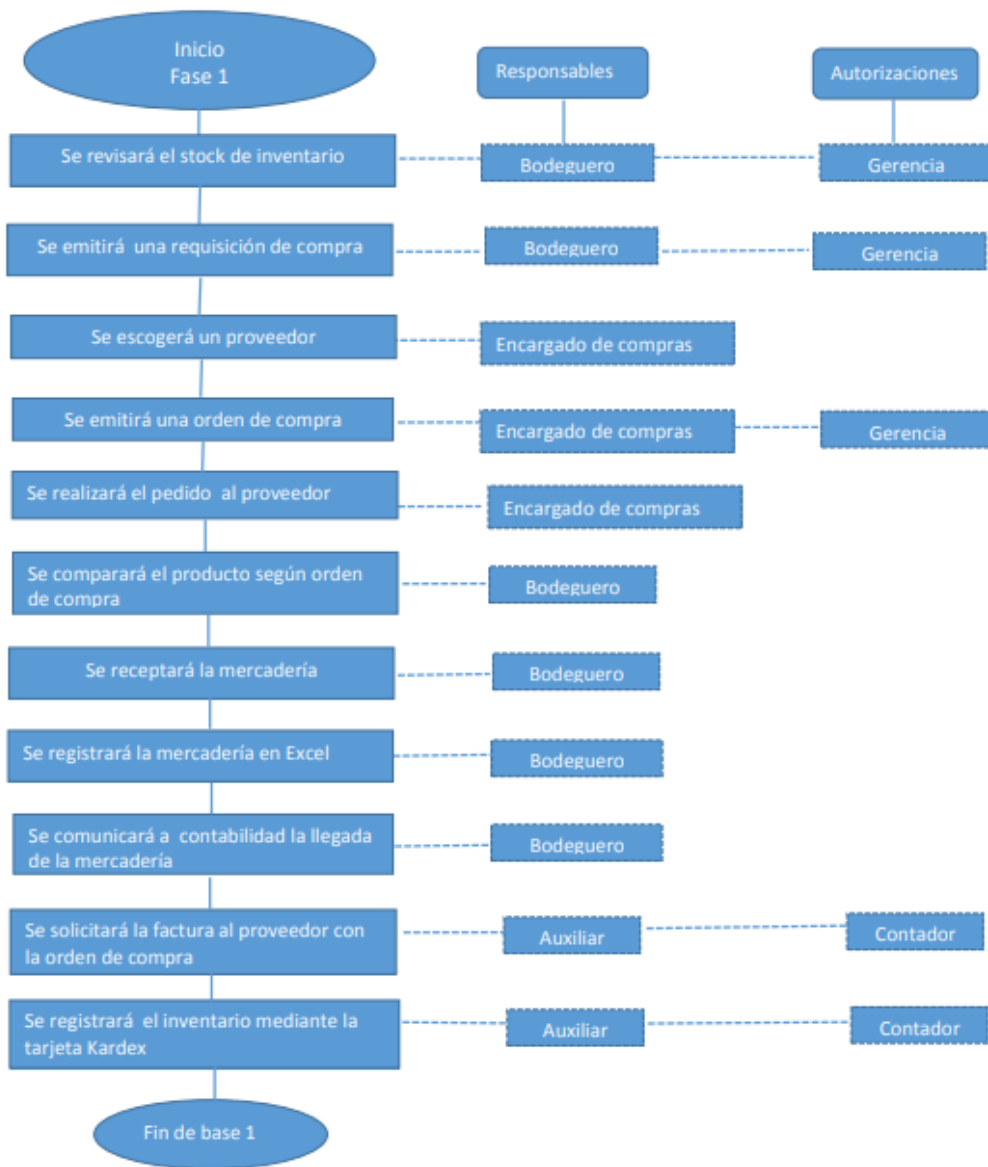 Inicio
Fase 1
Responsables
Autorizaciones
Se revisará el stock de inventario
Bodeguero
Gerencia
Se emitirá una requisición de compra
Bodeguero
Gerencia
Se escogerá un proveedor
Encargado de compras
Se emitirá una orden de compra
Encargado de compras
Gerencia
Se realizará el pedido al proveedor
Encargado de compras
Se comparará el producto según orden
de compra
Bodeguero
Se receptará la mercadería
Bodeguero
Se registrará la mercadería en Excel
Bodeguero
Se comunicará a contabilidad la llegada
de la mercadería
Bodeguero
Se solicitará la factura al proveedor con
la orden de compra
Auxiliar
Contador
Se registrará el inventario mediante la
tarjeta Kardex
Auxiliar
Contador
Fin de base 1